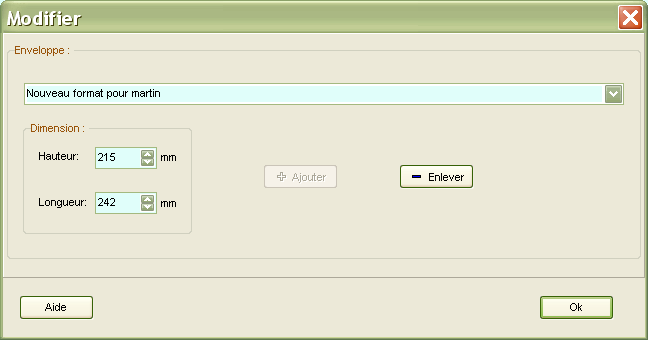 Modifier
Enveloppe :
Nouveau format pour martin
Dimension :
Hauteur: 215 mm
Ajouter
Enlever
Longueur: 242 mm
Aide
Ok